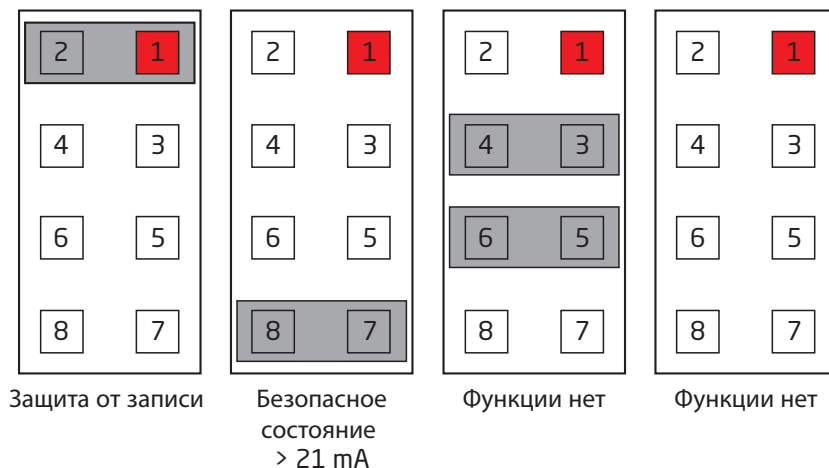 2 1 2 1 2 1 2 1
4 3 4 3 4 3 4 3
6 5 6 5 6 5 6 5
8 7 8 7 8 7 8 7
Защита от записи
Безопасное
состояние
> 21 mA
Функции нет
Функции нет